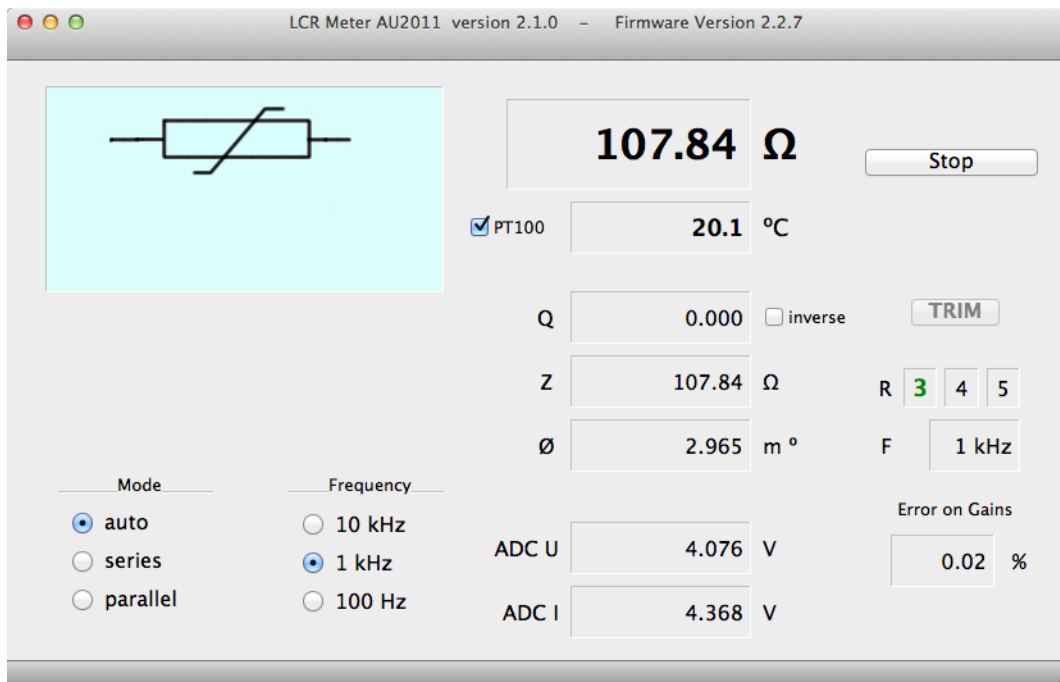 LCR Meter AU2011 version 2.1.0 – Firmware Version 2.2.7
107.84 Ω
Stop
PT100 20.1 ºC
Q 0.000 inverse
TRIM
Z 107.84 Ω
R 3 4 5
Ø 2.965 m º
F 1 kHz
Mode
auto
series
parallel
Frequency
10 kHz
1 kHz
100 Hz
ADC U 4.076 V
ADC I 4.368 V
Error on Gains
0.02 %